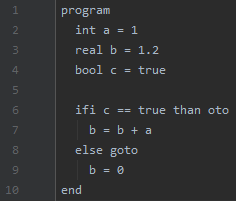 1 program
2 int a = 1
3 real b = 1.2
4 bool c = true
5
6 ifi c == true than oto
7 b = b + a
8 else goto
9 b = 0
10 end